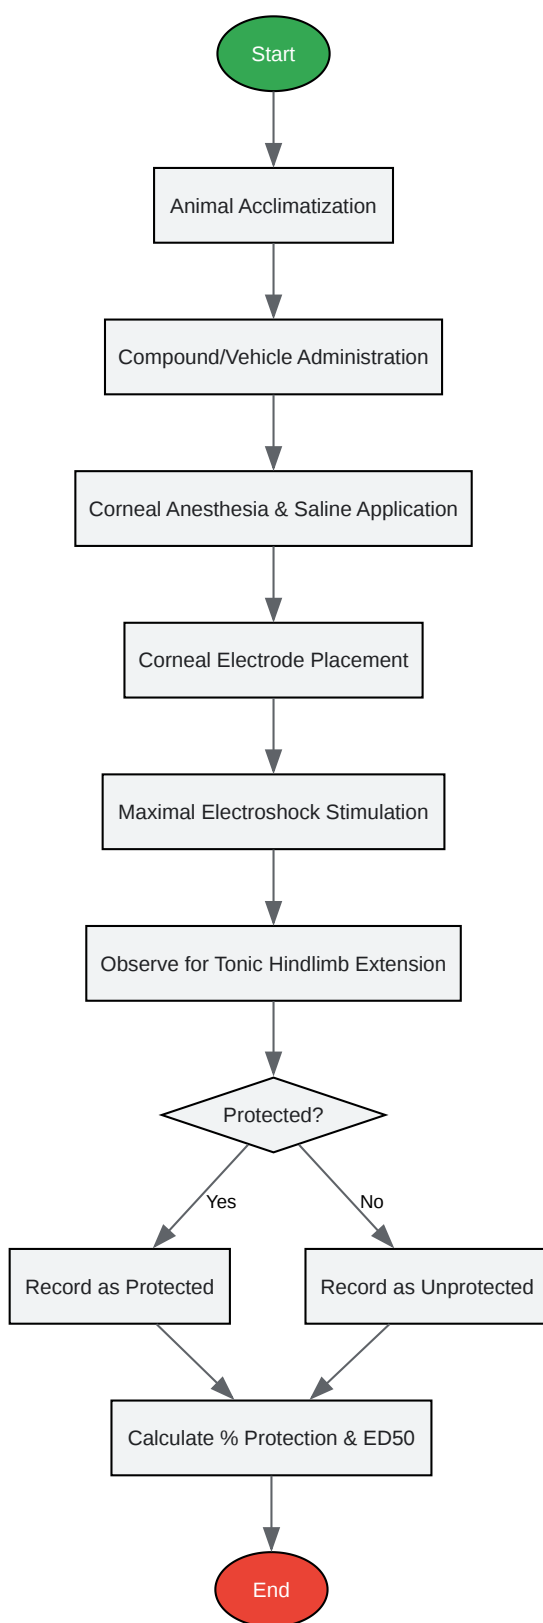 Start
Animal Acclimatization
Compound/Vehicle Administration
Corneal Anesthesia & Saline Application
Corneal Electrode Placement
Maximal Electroshock Stimulation
Observe for Tonic Hindlimb Extension
Protected?
Yes
No
Record as Protected
Record as Unprotected
Calculate % Protection & ED50
End